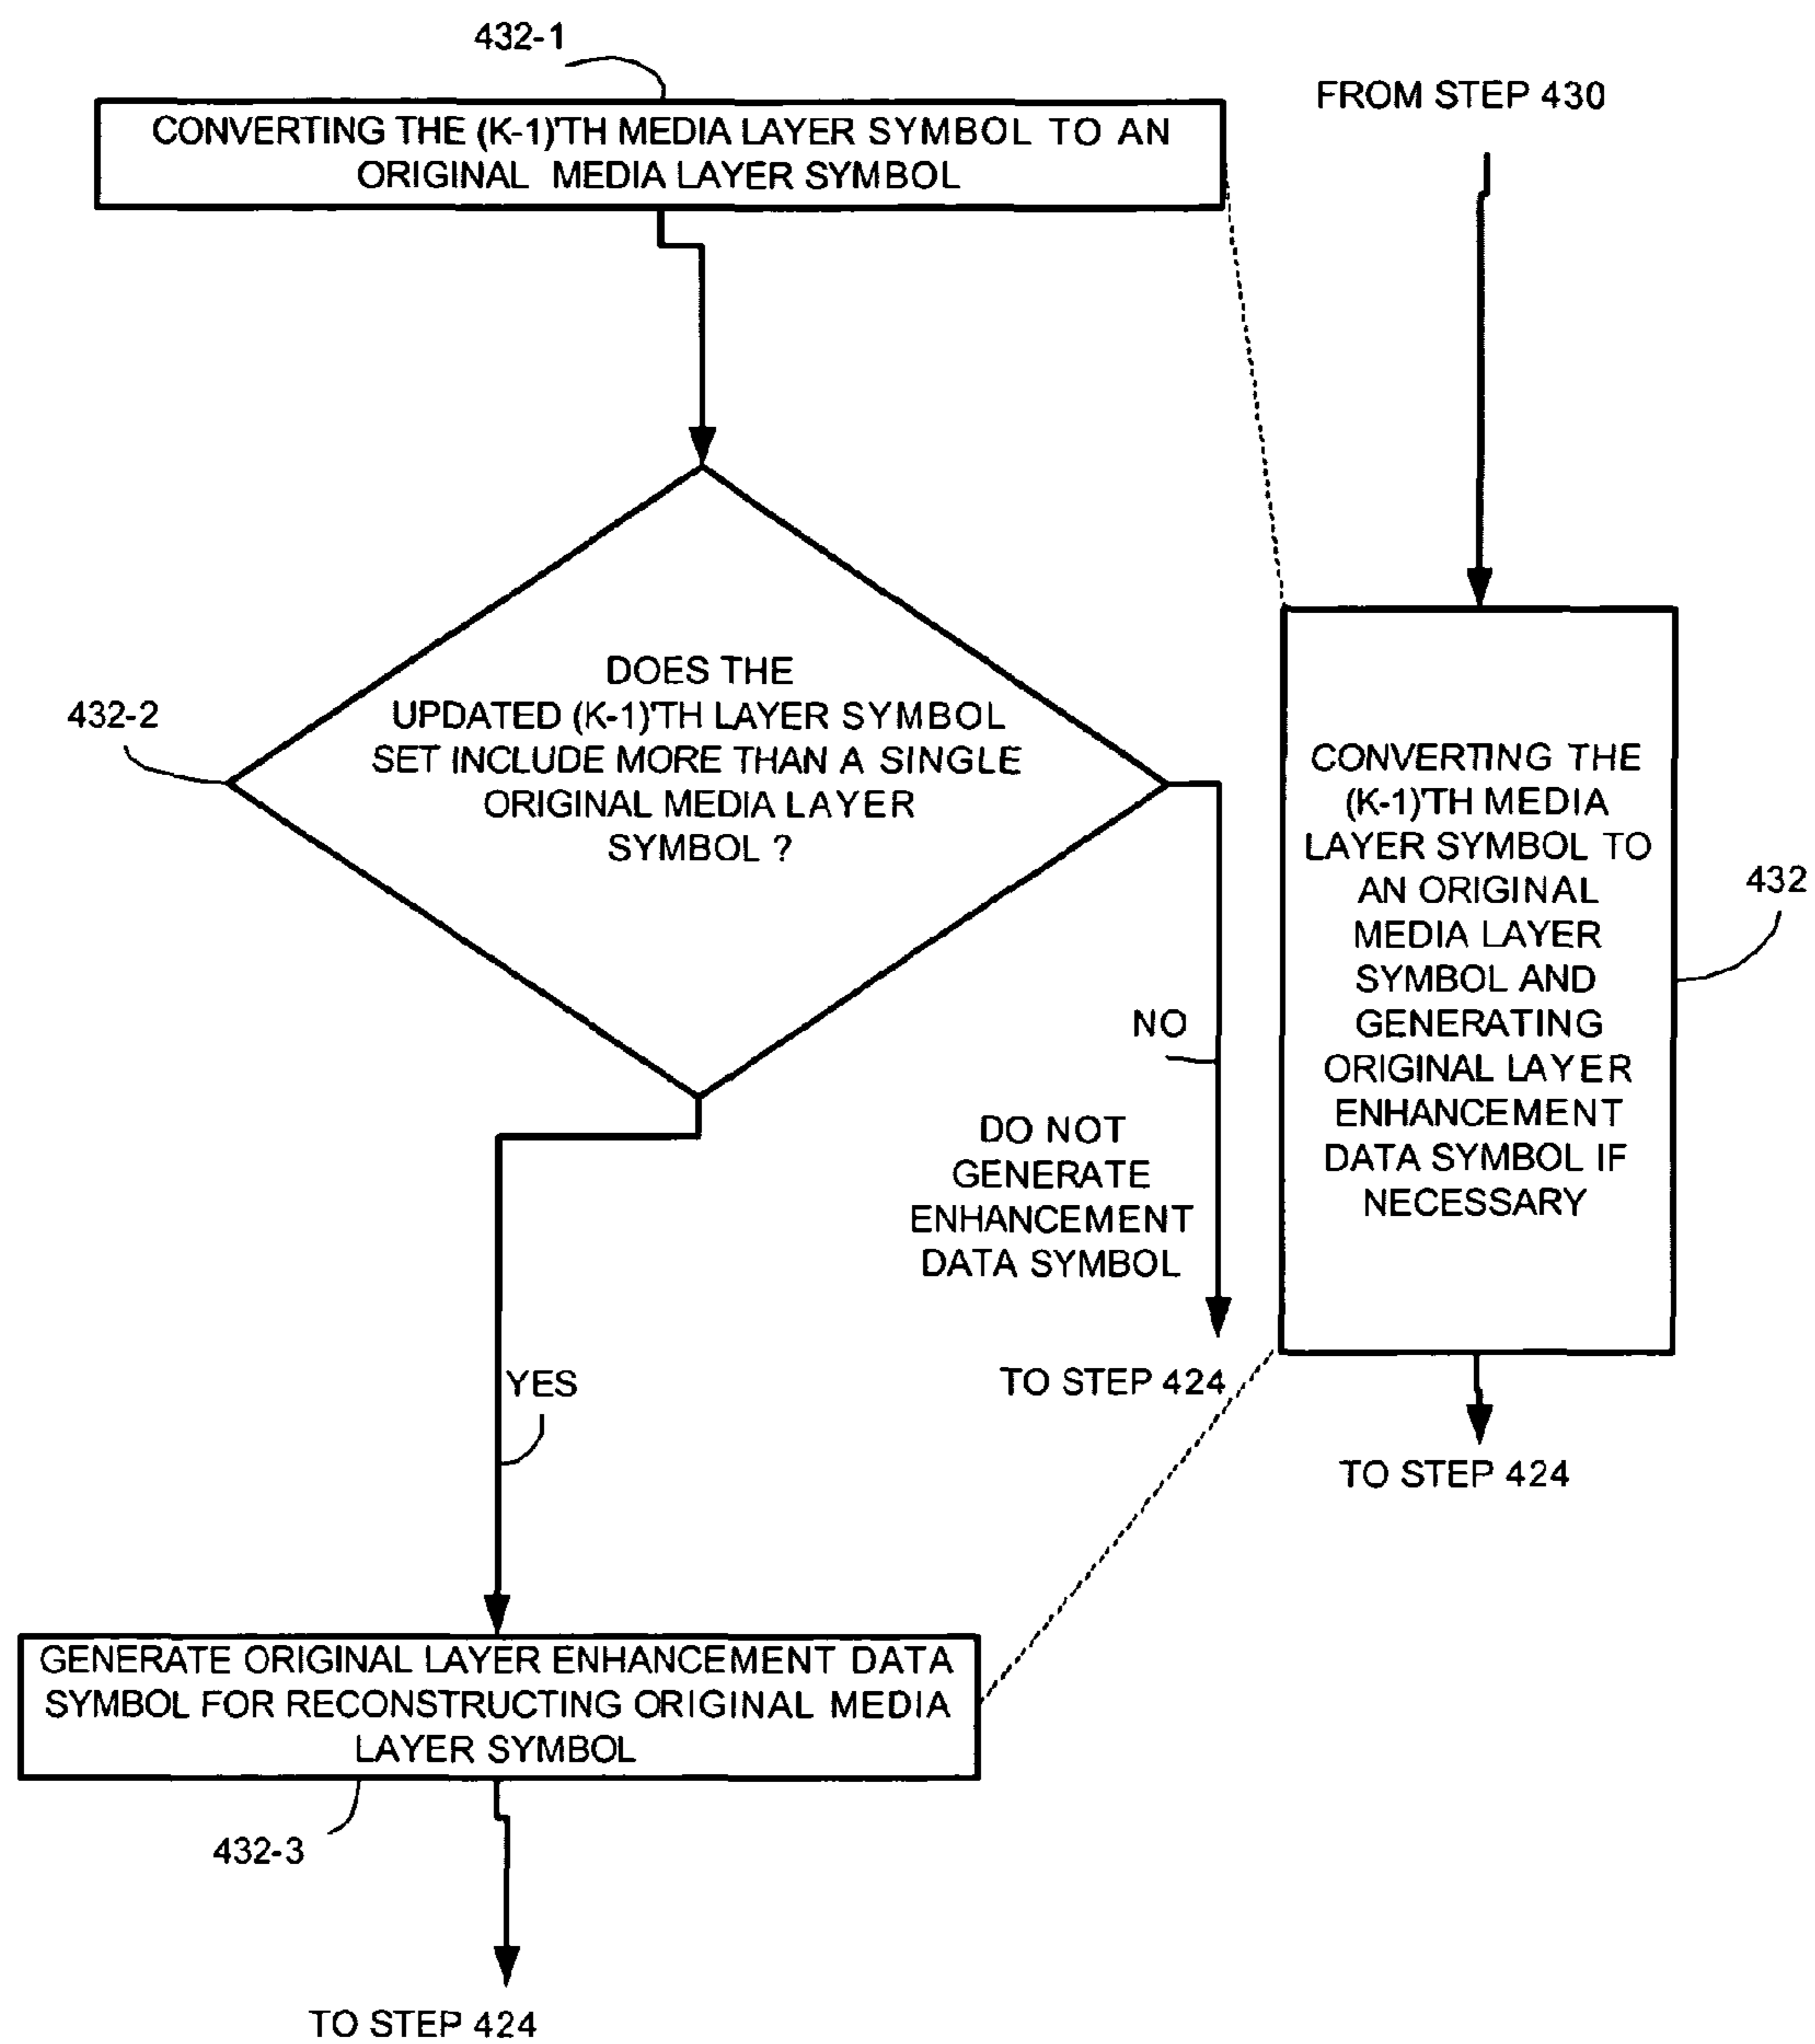 432-1
CONVERTING THE (K-1)'TH MEDIA LAYER SYMBOL TO AN
ORIGINAL MEDIA LAYER SYMBOL
FROM STEP 430
432-2
DOES THE
UPDATED (K-1)'TH LAYER SYMBOL
SET INCLUDE MORE THAN A SINGLE
ORIGINAL MEDIA LAYER
SYMBOL ?
NO
DO NOT
GENERATE
ENHANCEMENT
DATA SYMBOL
TO STEP 424
CONVERTING THE
(K-1)'TH MEDIA
LAYER SYMBOL TO
AN ORIGINAL
MEDIA LAYER
SYMBOL AND
GENERATING
ORIGINAL LAYER
ENHANCEMENT
DATA SYMBOL IF
NECESSARY
432
TO STEP 424
YES
GENERATE ORIGINAL LAYER ENHANCEMENT DATA
SYMBOL FOR RECONSTRUCTING ORIGINAL MEDIA
LAYER SYMBOL
432-3
TO STEP 424